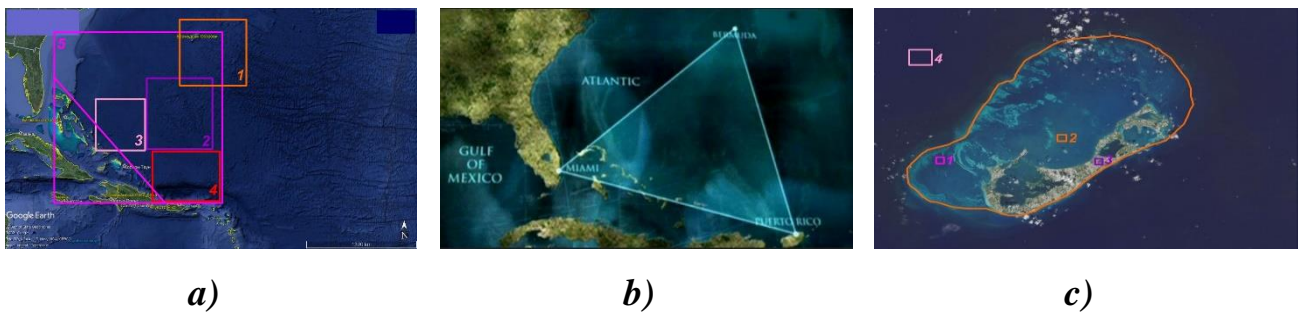 5
1
2
3
4
Google Earth
N
BERMUDA
ATLANTIC
GULF
OF
MEXICO
MIAMI
PUERTO RICO
4
2
1
3
a)
b)
c)